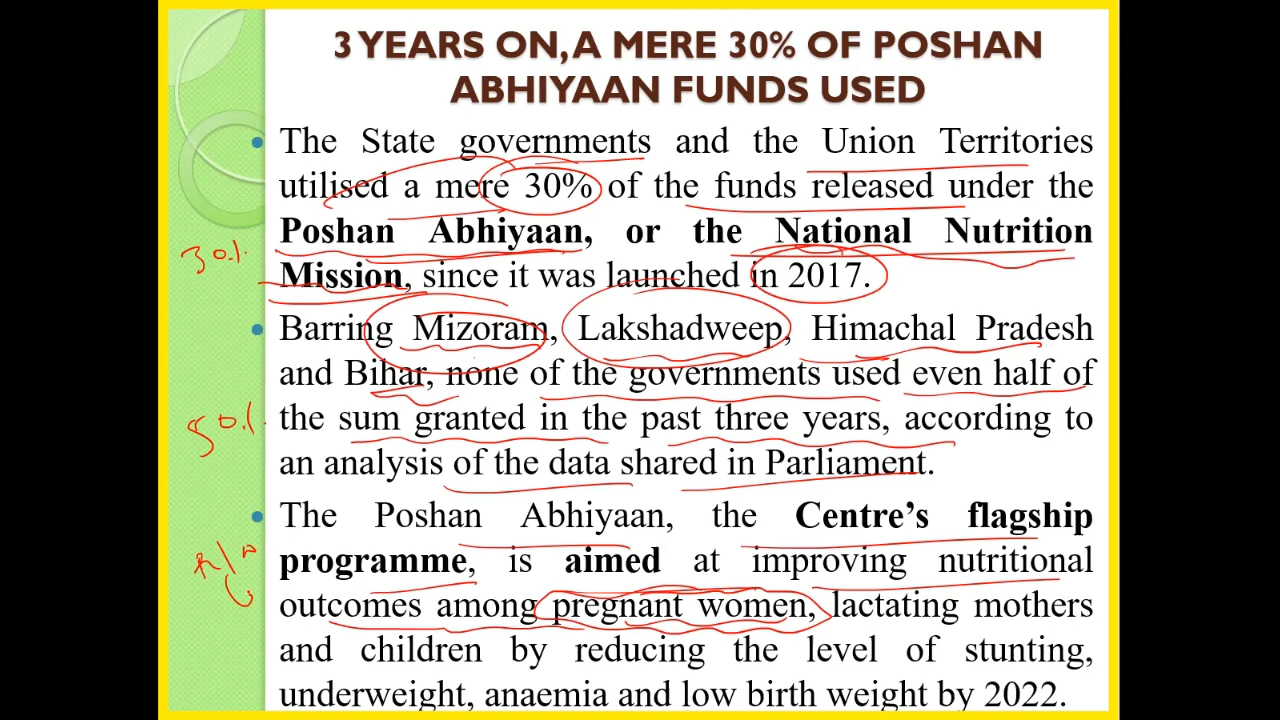 3 YEARS ON, A MERE 30% OF POSHAN
ABHIYAAN FUNDS USED
• The State governments and the Union Territories
utilised a mere 30% of the funds released under the
Poshan Abhiyaan, or the National Nutrition
30%
Mission, since it was launched in 2017.
• Barring Mizoram, Lakshadweep, Himachal Pradesh
and Bihar, none of the governments used even half of
50%
the sum granted in the past three years, according to
an analysis of the data shared in Parliament.
• The Poshan Abhiyaan, the Centre's flagship
programme, is aimed at improving nutritional
outcomes among pregnant women, lactating mothers
and children by reducing the level of stunting,
underweight, anaemia and low birth weight by 2022.